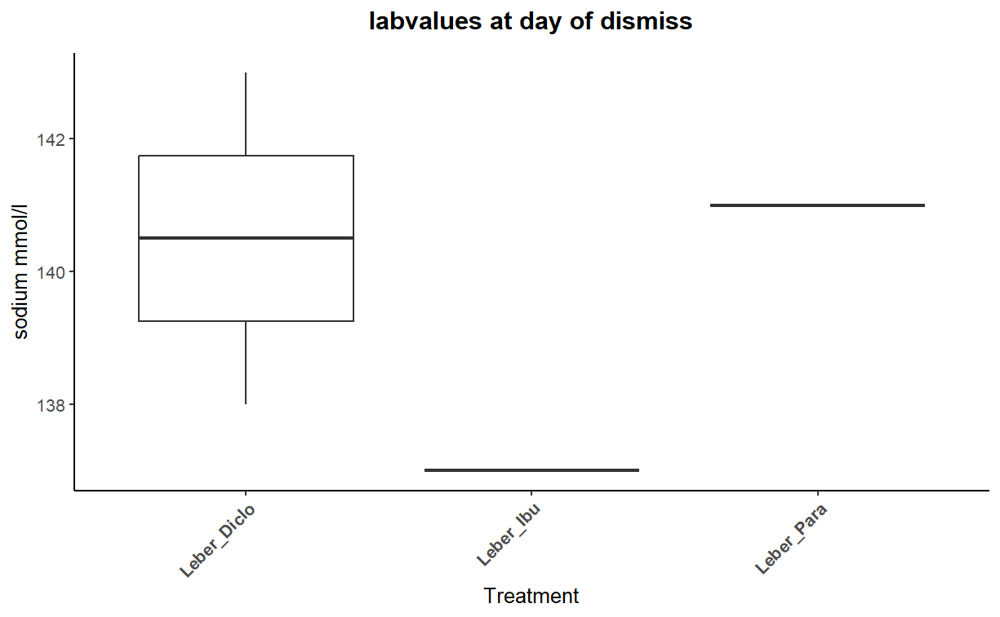 labvalues at day of dismiss
sodium mmol/l
142
140
138
Leber_Diclo
Leber_Ibu
Leber_Para
Treatment